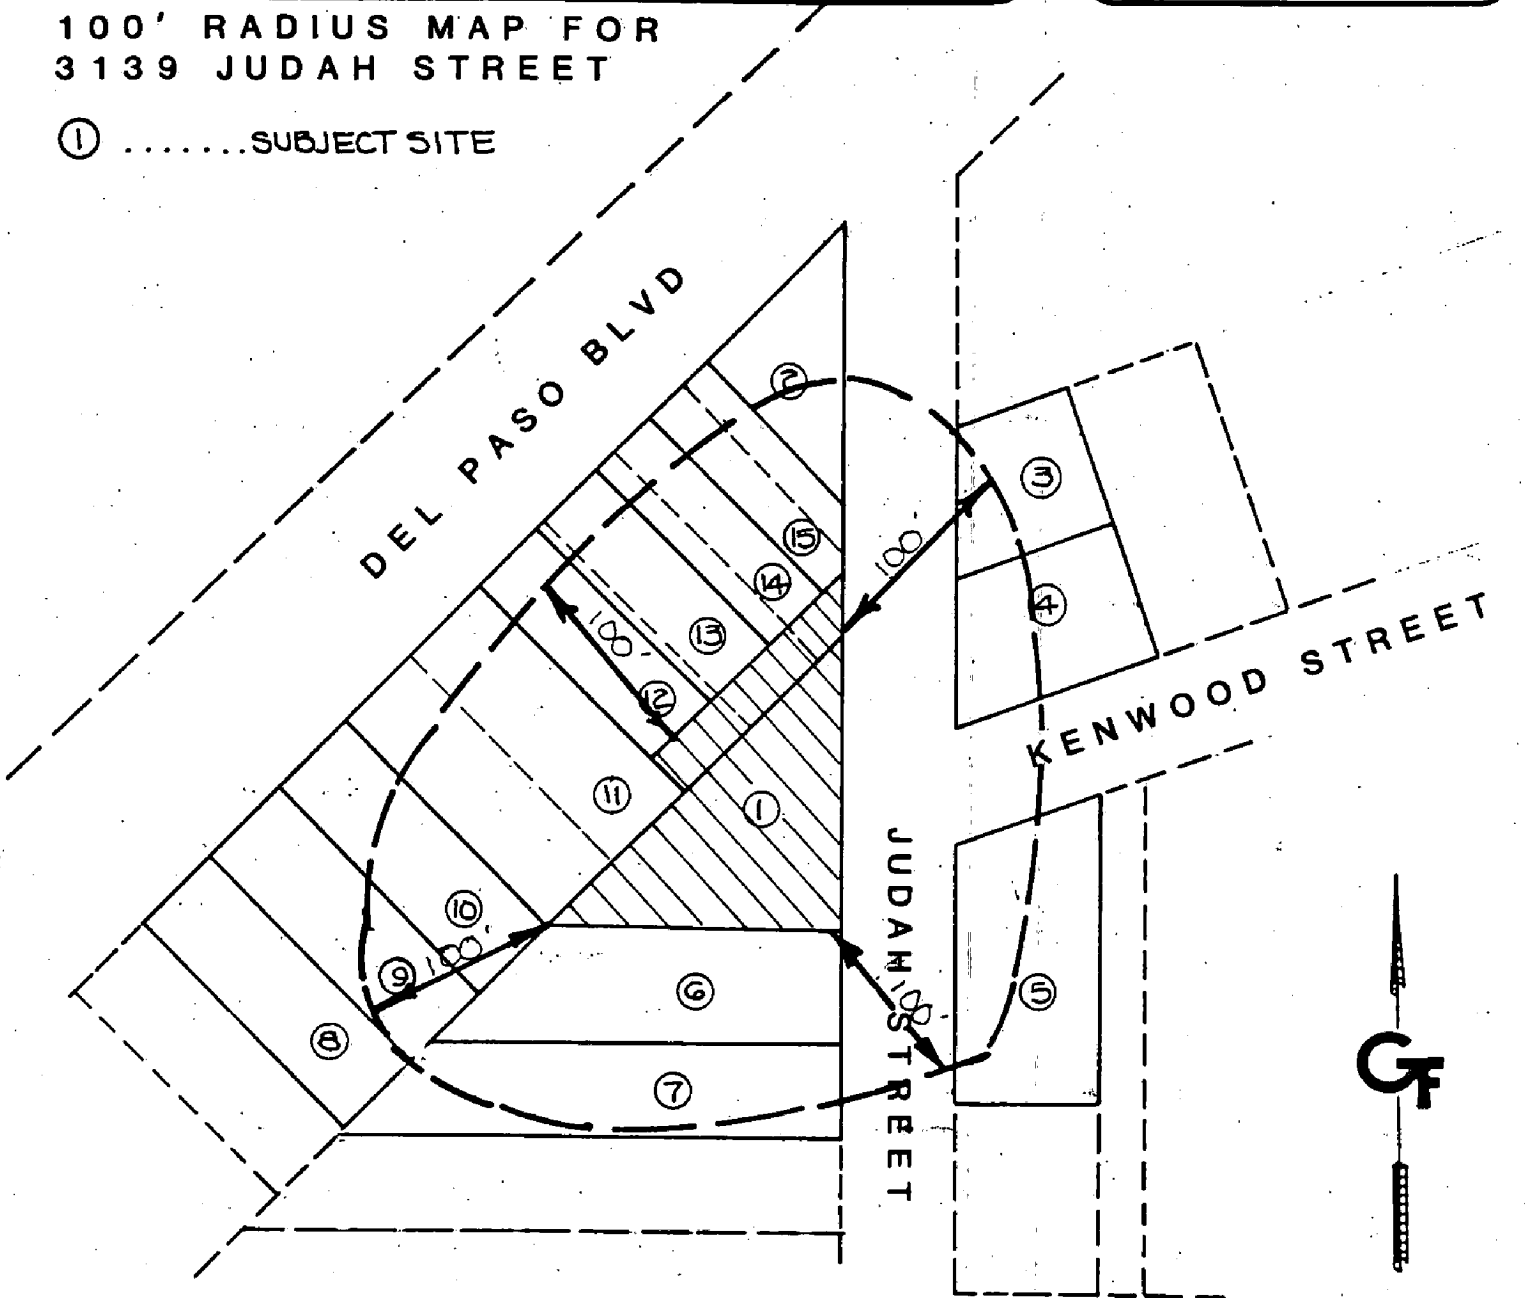 100' RADIUS MAP FOR
3139 JUDAH STREET
① .......SUBJECT SITE
DEL PASO BLVD
②
③
100'
⑮
⑭
④
⑬
100'
KENWOOD STREET
⑫
⑪
①
JUDAH STREET
⑩
100'
⑨
⑥
⑤
100'
⑧
⑦
GF